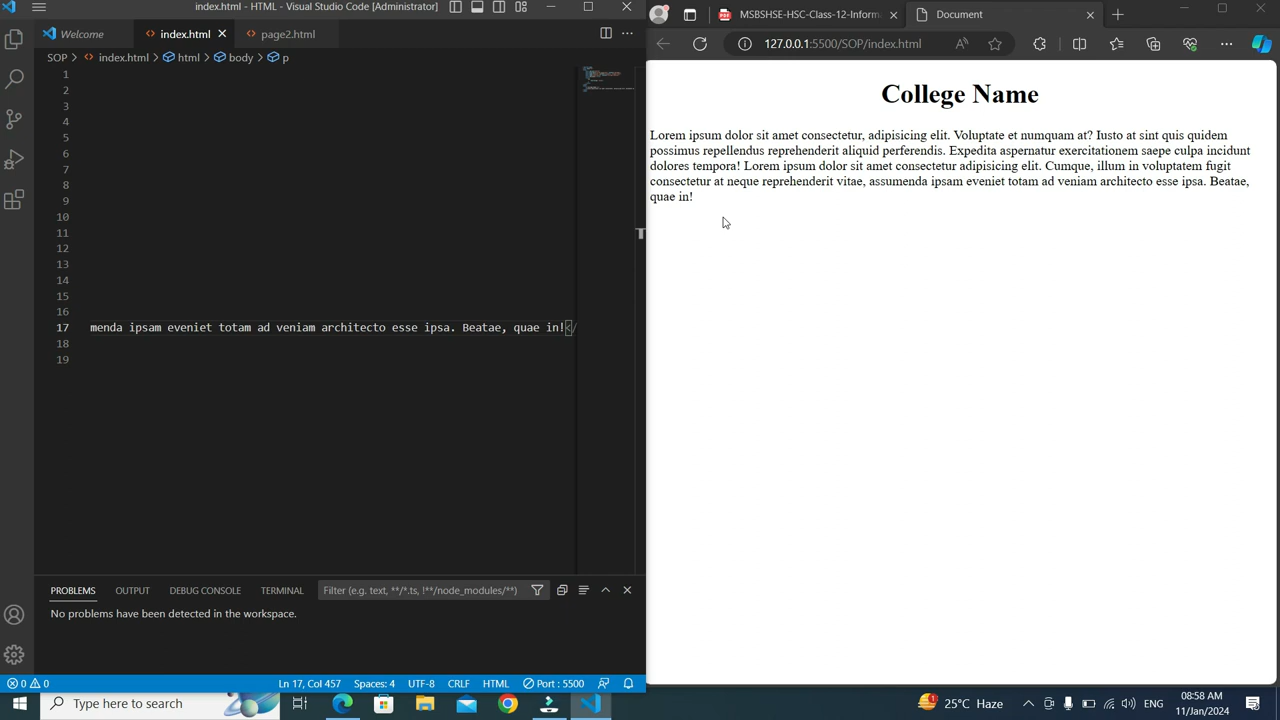 index.html - HTML - Visual Studio Code [Administrator]
Welcome
index.html
page2.html
SOP > index.html > html > body > p
1
2
3
4
5
6
7
8
9
10
11
12
13
14
15
16
17 menda ipsam eveniet totam ad veniam architecto esse ipsa. Beatae, quae in!</
18
19
PROBLEMS OUTPUT DEBUG CONSOLE TERMINAL Filter (e.g. text, **/*.ts, !**/node_modules/**)
No problems have been detected in the workspace.
0 0 Ln 17, Col 457 Spaces: 4 UTF-8 CRLF HTML Port : 5500
PDF MSBSHSE-HSC-Class-12-Informa
Document
127.0.0.1:5500/SOP/index.html
College Name
Lorem ipsum dolor sit amet consectetur, adipisicing elit. Voluptate et numquam at? Iusto at sint quis quidem
possimus repellendus reprehenderit aliquid perferendis. Expedita aspernatur exercitationem saepe culpa incidunt
dolores tempora! Lorem ipsum dolor sit amet consectetur adipisicing elit. Cumque, illum in voluptatem fugit
consectetur at neque reprehenderit vitae, assumenda ipsam eveniet totam ad veniam architecto esse ipsa. Beatae,
quae in!
Type here to search
1 25°C Haze
ENG
08:58 AM
11/Jan/2024